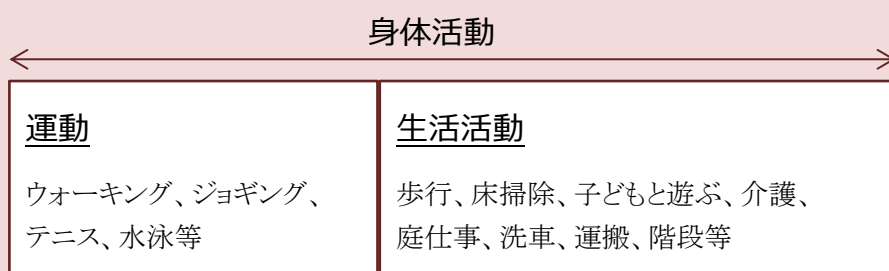 身体活動
運動
ウォーキング、ジョギング、
テニス、水泳等
生活活動
歩行、床掃除、子どもと遊ぶ、介護、
庭仕事、洗車、運搬、階段等